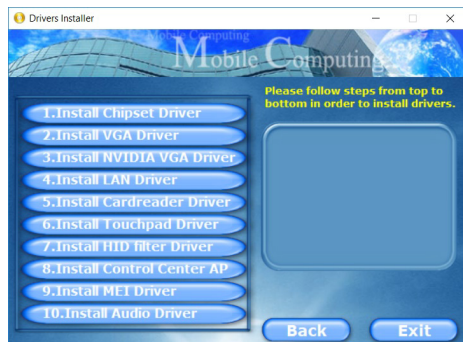 Drivers Installer
Mobile Computing
Mobile Computing
Please follow steps from top to
bottom in order to install drivers.
1.Install Chipset Driver
2.Install VGA Driver
3.Install NVIDIA VGA Driver
4.Install LAN Driver
5.Install Cardreader Driver
6.Install Touchpad Driver
7.Install HID filter Driver
8.Install Control Center AP
9.Install MEI Driver
10.Install Audio Driver
Back
Exit